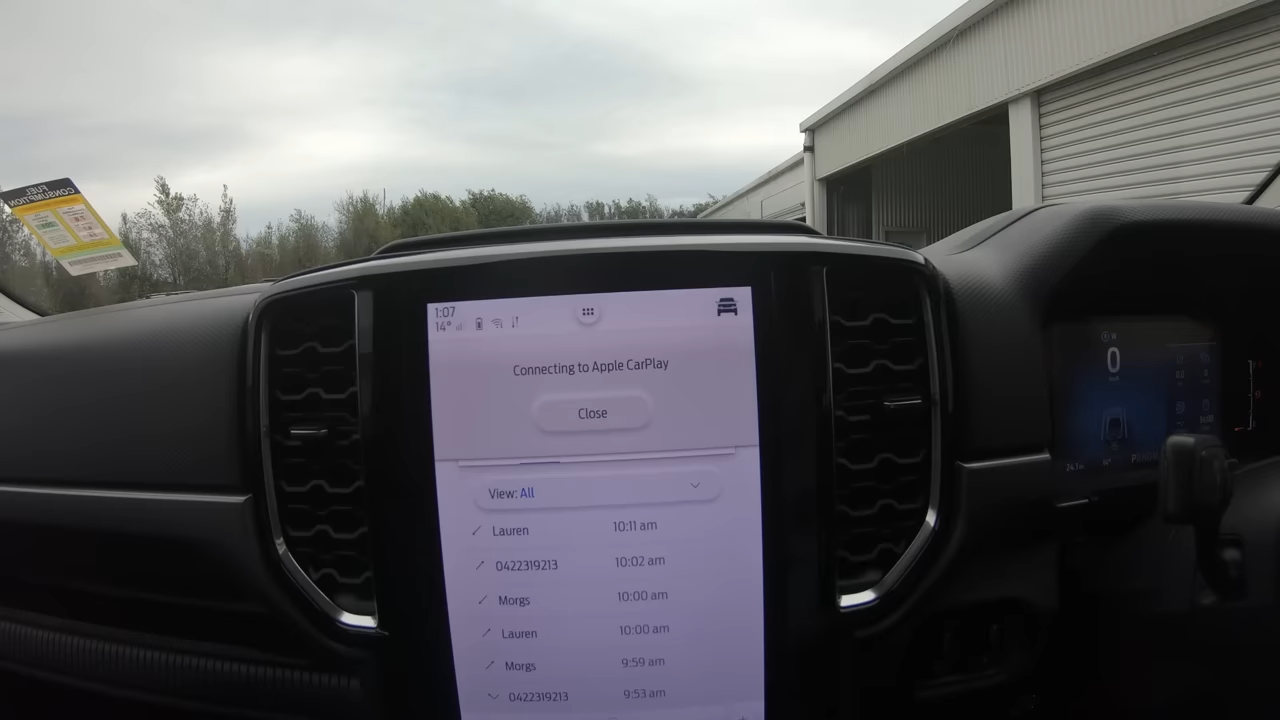 FUEL
CONSUMPTION
1:07
14°
Connecting to Apple CarPlay
Close
View: All
Lauren 10:11 am
0422319213 10:02 am
Morgs 10:00 am
Lauren 10:00 am
Morgs 9:59 am
0422319213 9:53 am
0